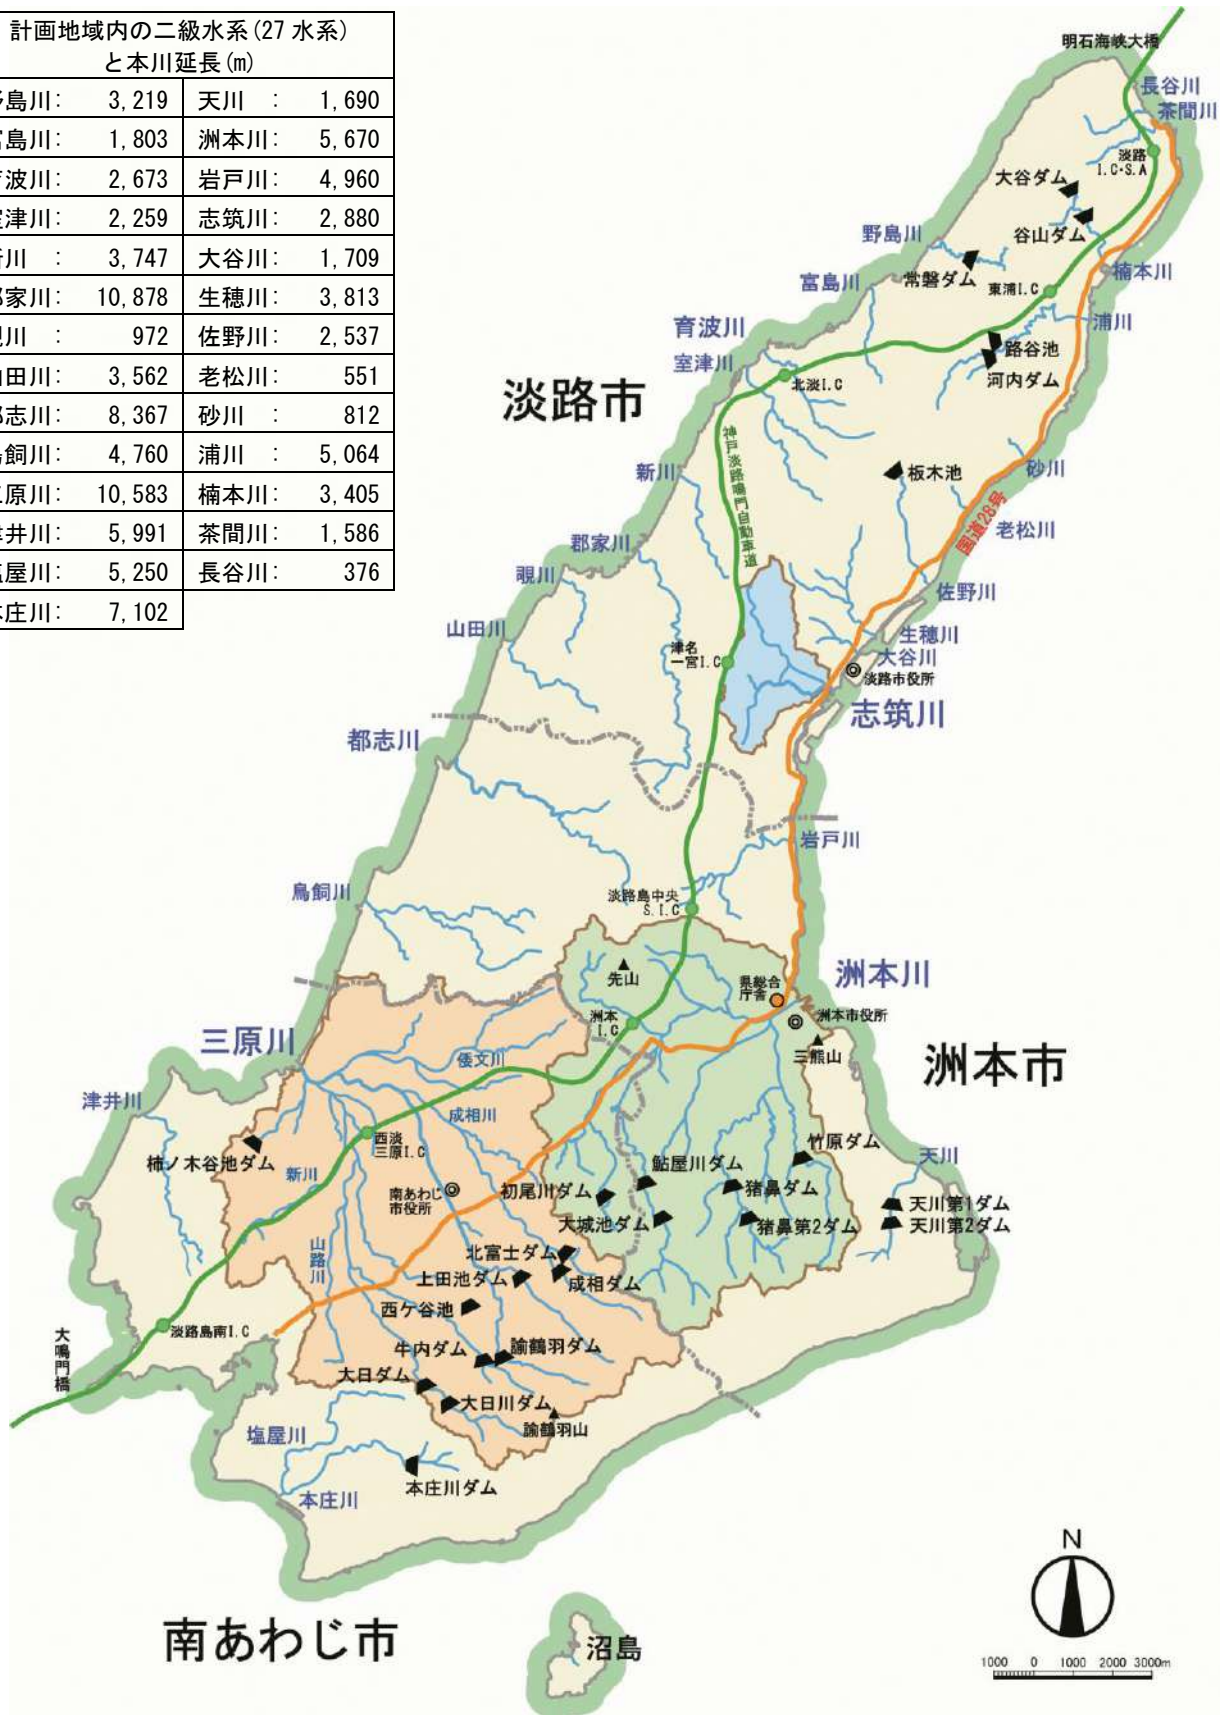 計画地域内の二級水系(27水系)
と本川延長(m)
野島川: 3,219 天川 : 1,690
富島川: 1,803 洲本川: 5,670
育波川: 2,673 岩戸川: 4,960
室津川: 2,259 志筑川: 2,880
新川 : 3,747 大谷川: 1,709
郡家川: 10,878 生穂川: 3,813
覗川 : 972 佐野川: 2,537
山田川: 3,562 老松川: 551
都志川: 8,367 砂川 : 812
鳥飼川: 4,760 浦川 : 5,064
三原川: 10,583 楠本川: 3,405
津井川: 5,991 茶間川: 1,586
塩屋川: 5,250 長谷川: 376
本庄川: 7,102
明石海峡大橋
長谷川
茶間川
淡路
I.C・S.A
大谷ダム
谷山ダム
野島川
常磐ダム
楠本川
富島川
東浦I.C
浦川
育波川
路谷池
室津川
河内ダム
北淡I.C
淡路市
神戸淡路鳴門自動車道
新川
板木池
砂川
国道28号
老松川
郡家川
覗川
佐野川
山田川
生穂川
津名
一宮I.C
大谷川
淡路市役所
志筑川
都志川
岩戸川
鳥飼川
淡路島中央
S.I.C
先山
洲本川
県総合
庁舎
洲本
I.C
洲本市役所
三熊山
三原川
倭文川
洲本市
津井川
成相川
西淡
三原I.C
柿ノ木谷池ダム
新川
竹原ダム
天川
鮎屋川ダム
南あわじ
市役所
初尾川ダム
猪鼻ダム
天川第1ダム
大城池ダム
猪鼻第2ダム
天川第2ダム
山路川
北富士ダム
上田池ダム
成相ダム
西ケ谷池
淡路島南I.C
大鳴門橋
牛内ダム
諭鶴羽ダム
大日ダム
大日川ダム
諭鶴羽山
塩屋川
本庄川ダム
本庄川
N
南あわじ市
沼島
1000 0 1000 2000 3000m